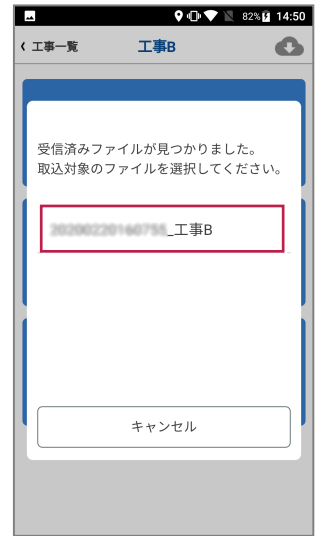 82% 14:50
工事一覧 工事B
受信済みファイルが見つかりました。
取込対象のファイルを選択してください。
_工事B
キャンセル